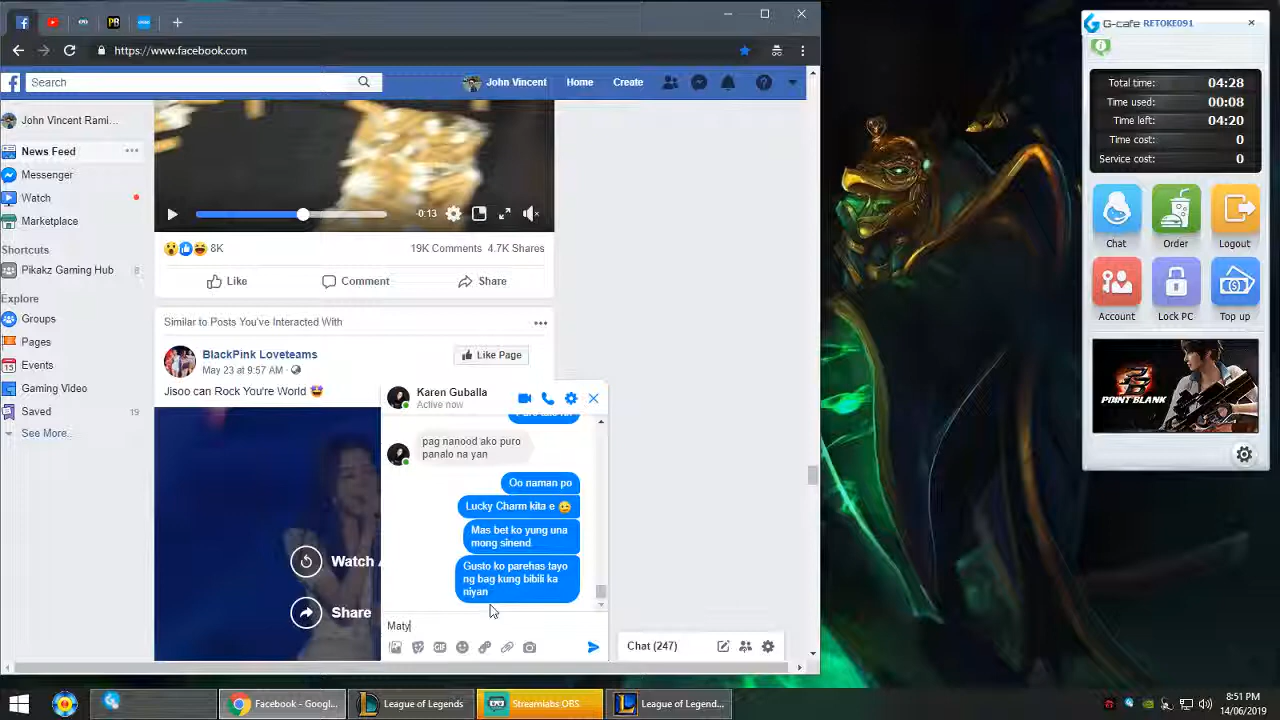 G-cafe RETOKE091
https://www.facebook.com
Search
John Vincent
Home
Create
John Vincent Rami...
News Feed
Messenger
Watch
Marketplace
Shortcuts
Pikakz Gaming Hub 8
Explore
Groups
Pages
Events
Gaming Video
Saved 19
See More...
-0:13
8K
19K Comments 4.7K Shares
Like
Comment
Share
Similar to Posts You've Interacted With
BlackPink Loveteams
May 23 at 9:57 AM
Like Page
Jisoo can Rock You're World 🤩
Watch
Share
Karen Guballa
Active now
pag nanood ako puro
panalo na yan
Oo naman po
Lucky Charm kita e
Mas bet ko yung una
mong sinend
Gusto ko parehas tayo
ng bag kung bibili ka
niyan
Maty
Chat (247)
Total time: 04:28
Time used: 00:08
Time left: 04:20
Time cost: 0
Service cost: 0
Chat
Order
Logout
Account
Lock PC
Top up
POINT BLANK
Facebook - Googl...
League of Legends
Streamlabs OBS
League of Legend...
8:51 PM
14/06/2019